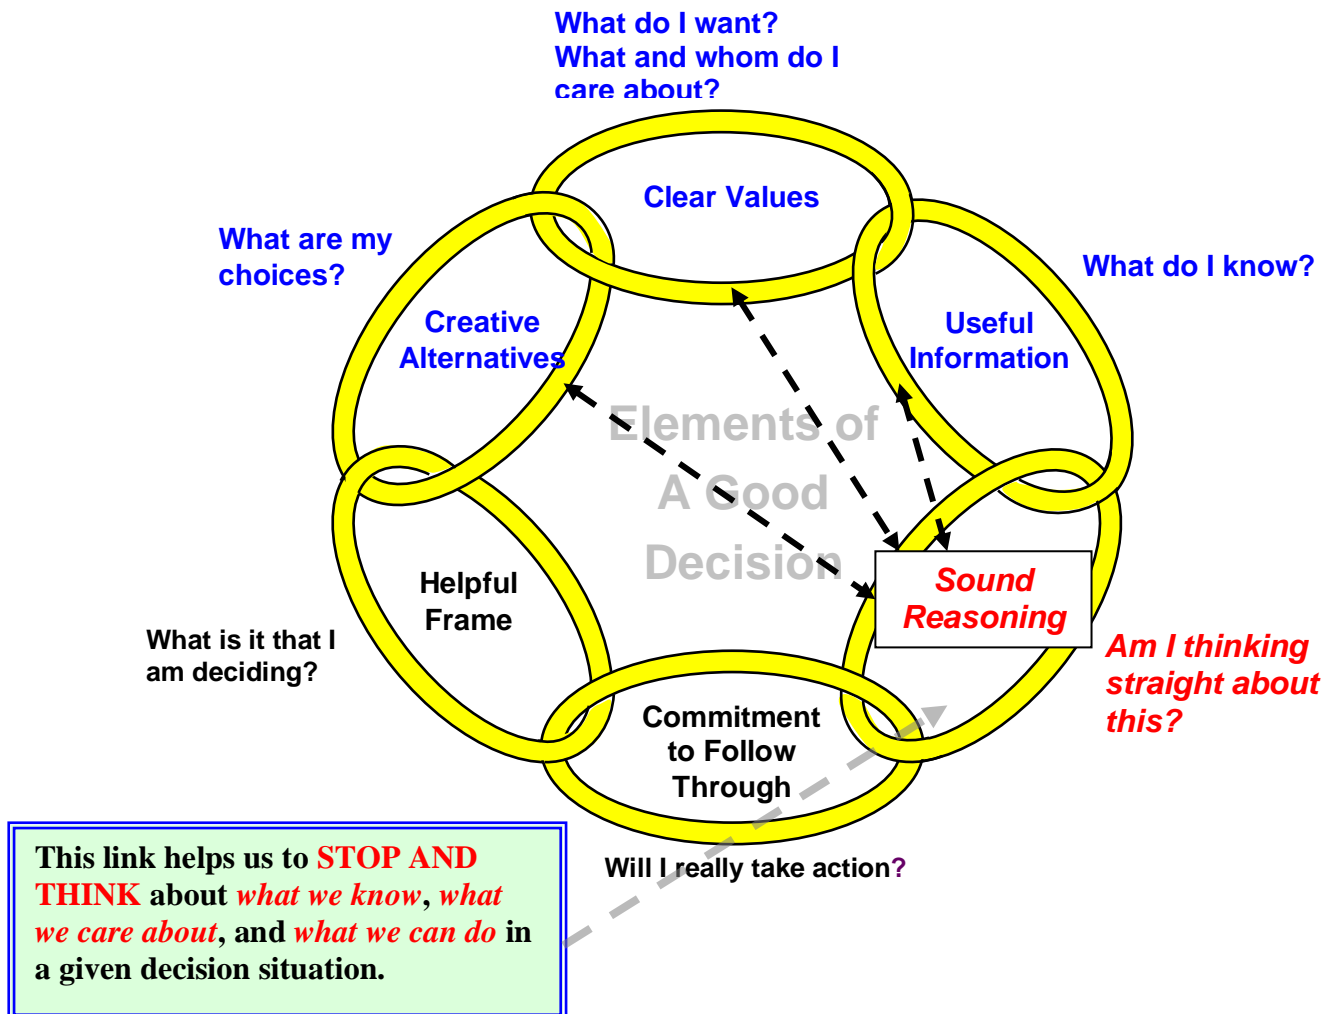 What do I want?
What and whom do I
care about?
Clear Values
What are my
choices?
What do I know?
Creative
Alternatives
Useful
Information
Elements of
A Good
Decision
Helpful
Frame
Sound
Reasoning
What is it that I
am deciding?
Am I thinking
straight about
this?
Commitment
to Follow
Through
Will I really take action?
This link helps us to STOP AND
THINK about what we know, what
we care about, and what we can do in
a given decision situation.